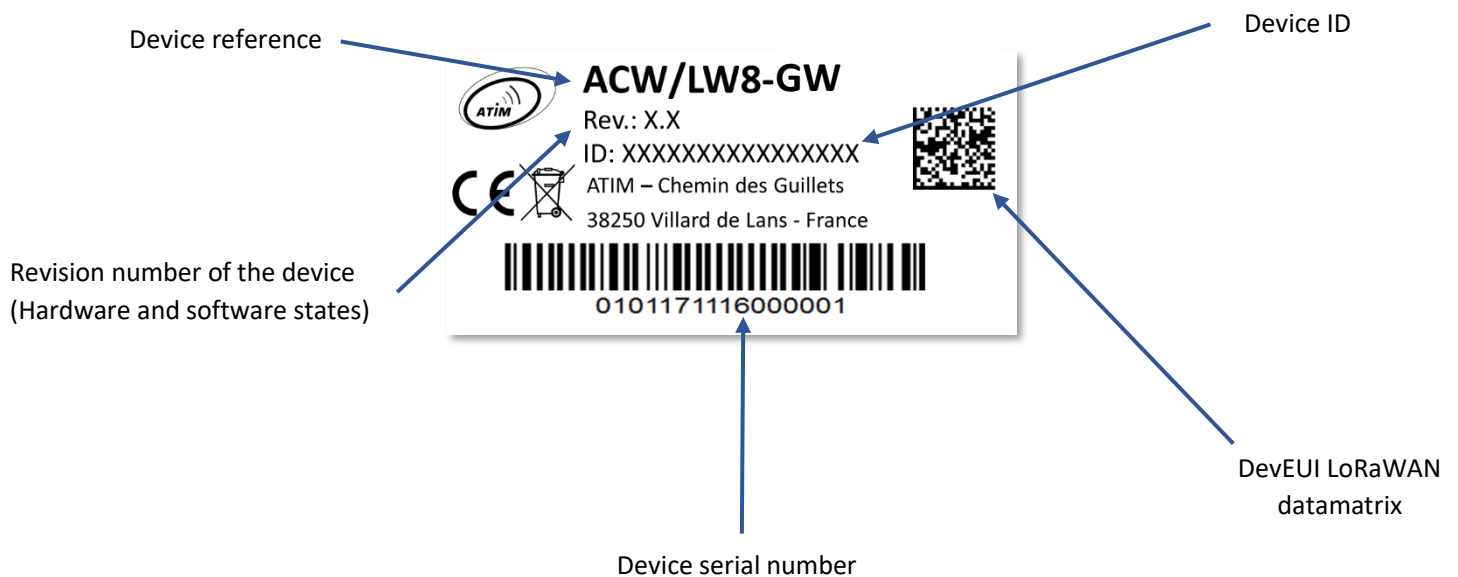 Device ID
Device reference
ACW/LW8-GW
ATIM
Rev.: X.X
ID: XXXXXXXXXXXXXXXX
ATIM – Chemin des Guillets
CE
38250 Villard de Lans - France
Revision number of the device
(Hardware and software states)
0101171116000001
DevEUI LoRaWAN
datamatrix
Device serial number